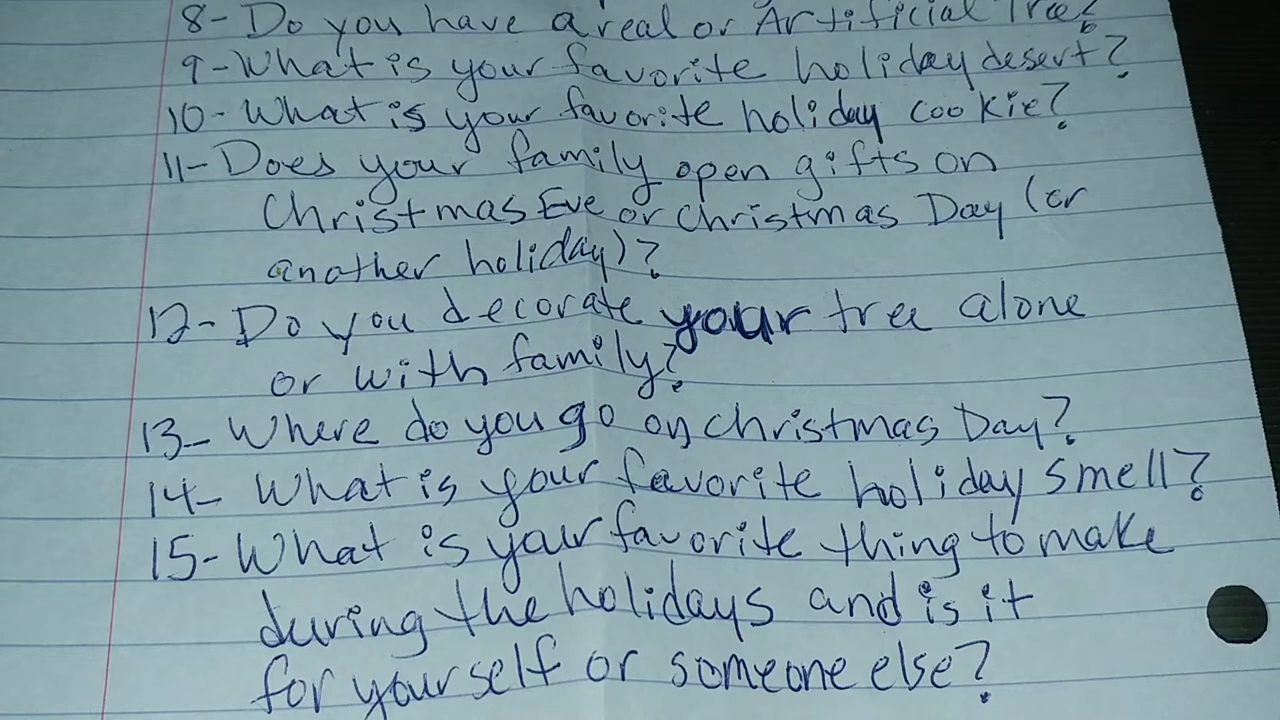 8- Do you have a real or Artificial Tree?
9- What is your favorite holiday desert?
10- What is your favorite holiday cookie?
11- Does your family open gifts on
Christmas Eve or Christmas Day (or
another holiday)?
12- Do you decorate your tree alone
or with family?
13- Where do you go on Christmas Day?
14- What is your favorite holiday smell?
15- What is your favorite thing to make
during the holidays and is it
for yourself or someone else?